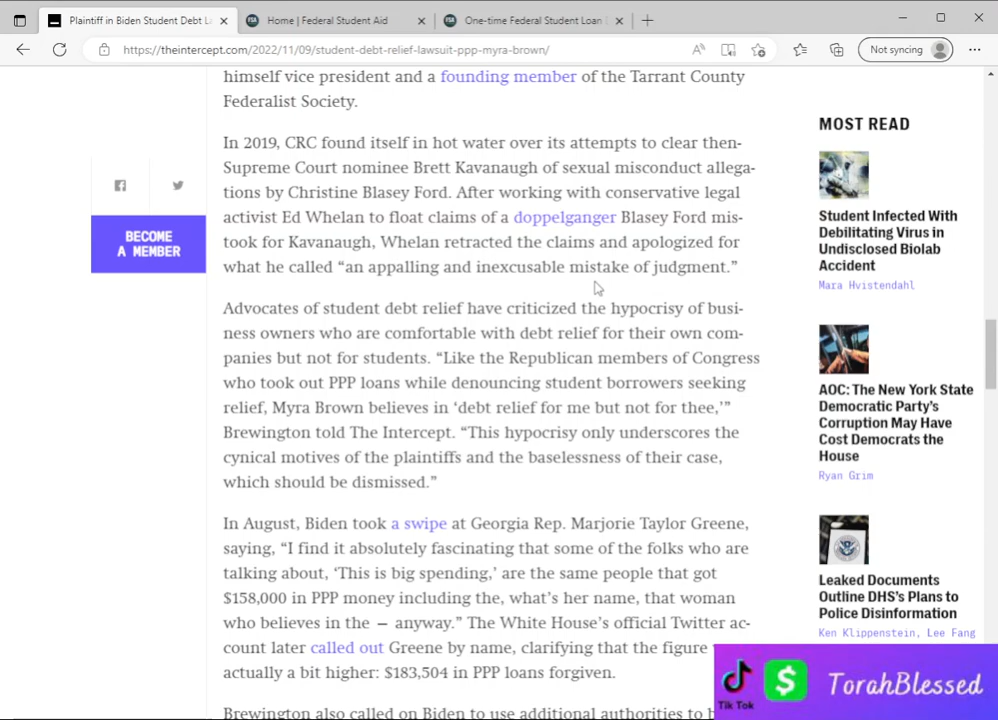 Plaintiff in Biden Student Debt L
Home | Federal Student Aid
One-time Federal Student Loan
https://theintercept.com/2022/11/09/student-debt-relief-lawsuit-ppp-myra-brown/
Not syncing
himself vice president and a founding member of the Tarrant County
Federalist Society.
In 2019, CRC found itself in hot water over its attempts to clear then-
Supreme Court nominee Brett Kavanaugh of sexual misconduct allega-
tions by Christine Blasey Ford. After working with conservative legal
activist Ed Whelan to float claims of a doppelganger Blasey Ford mis-
took for Kavanaugh, Whelan retracted the claims and apologized for
what he called “an appalling and inexcusable mistake of judgment.”
Advocates of student debt relief have criticized the hypocrisy of busi-
ness owners who are comfortable with debt relief for their own com-
panies but not for students. “Like the Republican members of Congress
who took out PPP loans while denouncing student borrowers seeking
relief, Myra Brown believes in ‘debt relief for me but not for thee,’”
Brewington told The Intercept. “This hypocrisy only underscores the
cynical motives of the plaintiffs and the baselessness of their case,
which should be dismissed.”
In August, Biden took a swipe at Georgia Rep. Marjorie Taylor Greene,
saying, “I find it absolutely fascinating that some of the folks who are
talking about, ‘This is big spending,’ are the same people that got
$158,000 in PPP money including the, what’s her name, that woman
who believes in the — anyway.” The White House’s official Twitter ac-
count later called out Greene by name, clarifying that the figure
actually a bit higher: $183,504 in PPP loans forgiven.
Brewington also called on Biden to use additional authorities to
BECOME
A MEMBER
MOST READ
Student Infected With
Debilitating Virus in
Undisclosed Biolab
Accident
Mara Hvistendahl
AOC: The New York State
Democratic Party’s
Corruption May Have
Cost Democrats the
House
Ryan Grim
Leaked Documents
Outline DHS’s Plans to
Police Disinformation
Ken Klippenstein, Lee Fang
Tik Tok
$
TorahBlessed